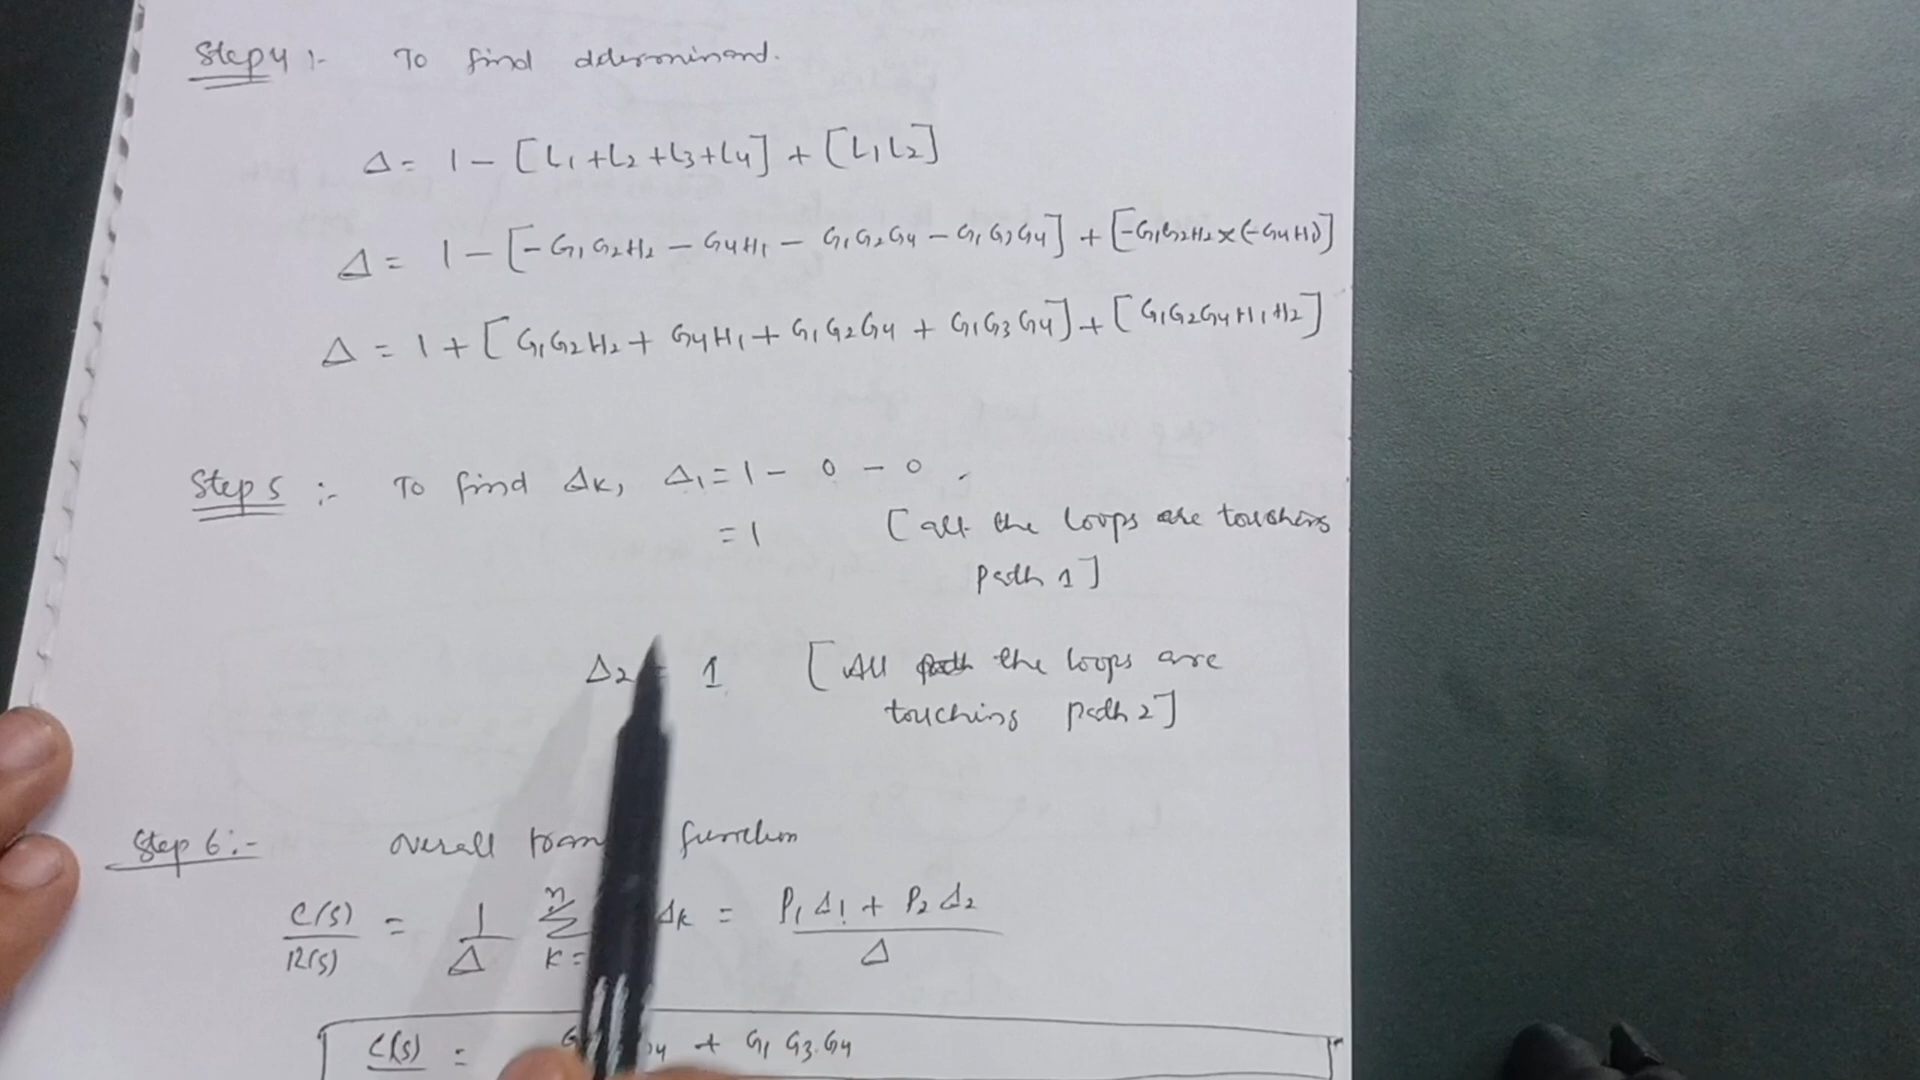 Step 4 :- To find determinant.
Δ = 1 - [L1 + L2 + L3 + L4] + [L1 L2]
Δ = 1 - [-G1G2H2 - G4H1 - G1G2G4 - G1G3G4] + [-G1G2H2 × (-G4H1)]
Δ = 1 + [G1G2H2 + G4H1 + G1G2G4 + G1G3G4] + [G1G2G4H1H2]
Step 5 :- To find Δk, Δ1 = 1 - 0 - 0.
= 1 [all the loops are touching
path 1]
Δ2 = 1 [All the loops are
touching path 2]
Step 6 :- overall function
C(s)/R(s) = 1/Δ Σ Δk = P1Δ1 + P2Δ2 / Δ
n
K =
C(s) = G4 + G1 G3.G4